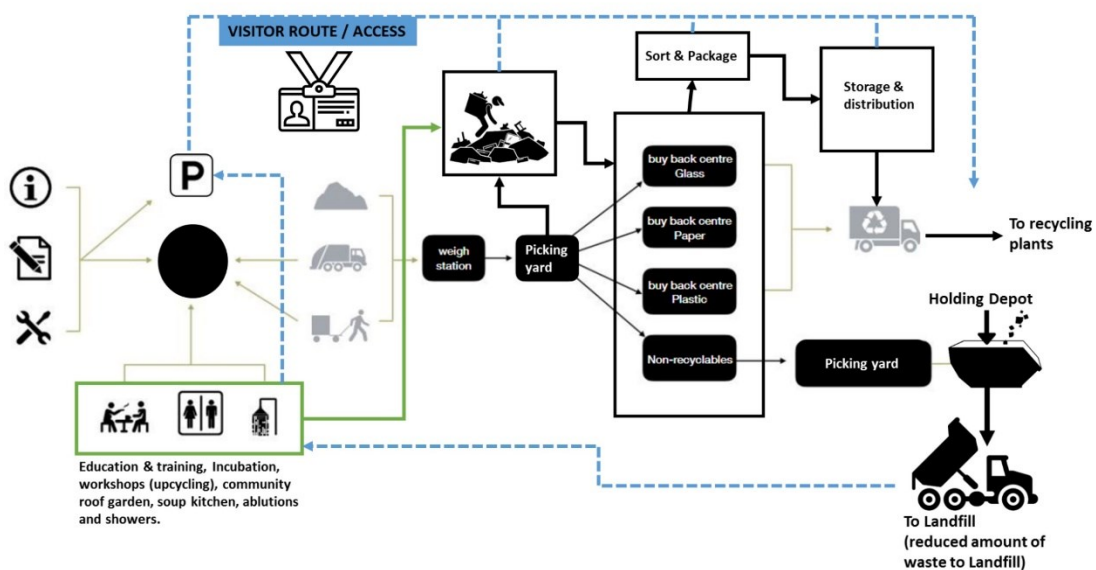 VISITOR ROUTE / ACCESS
Sort & Package
Storage &
distribution
P
i
buy back centre
Glass
buy back centre
Paper
buy back centre
Plastic
Non-recyclables
weigh
station
Picking
yard
To recycling
plants
Holding Depot
Picking yard
Education & training, Incubation,
workshops (upcycling), community
roof garden, soup kitchen, ablutions
and showers.
To Landfill
(reduced amount of
waste to Landfill)